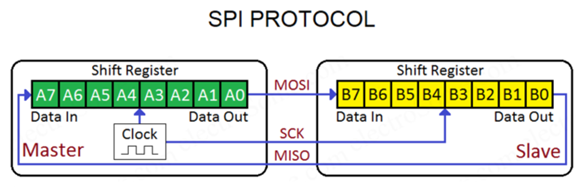 SPI PROTOCOL
Shift Register
A7 A6 A5 A4 A3 A2 A1 A0
Data In
Data Out
Clock
Master
MOSI
SCK
MISO
Shift Register
B7 B6 B5 B4 B3 B2 B1 B0
Data In
Data Out
Slave